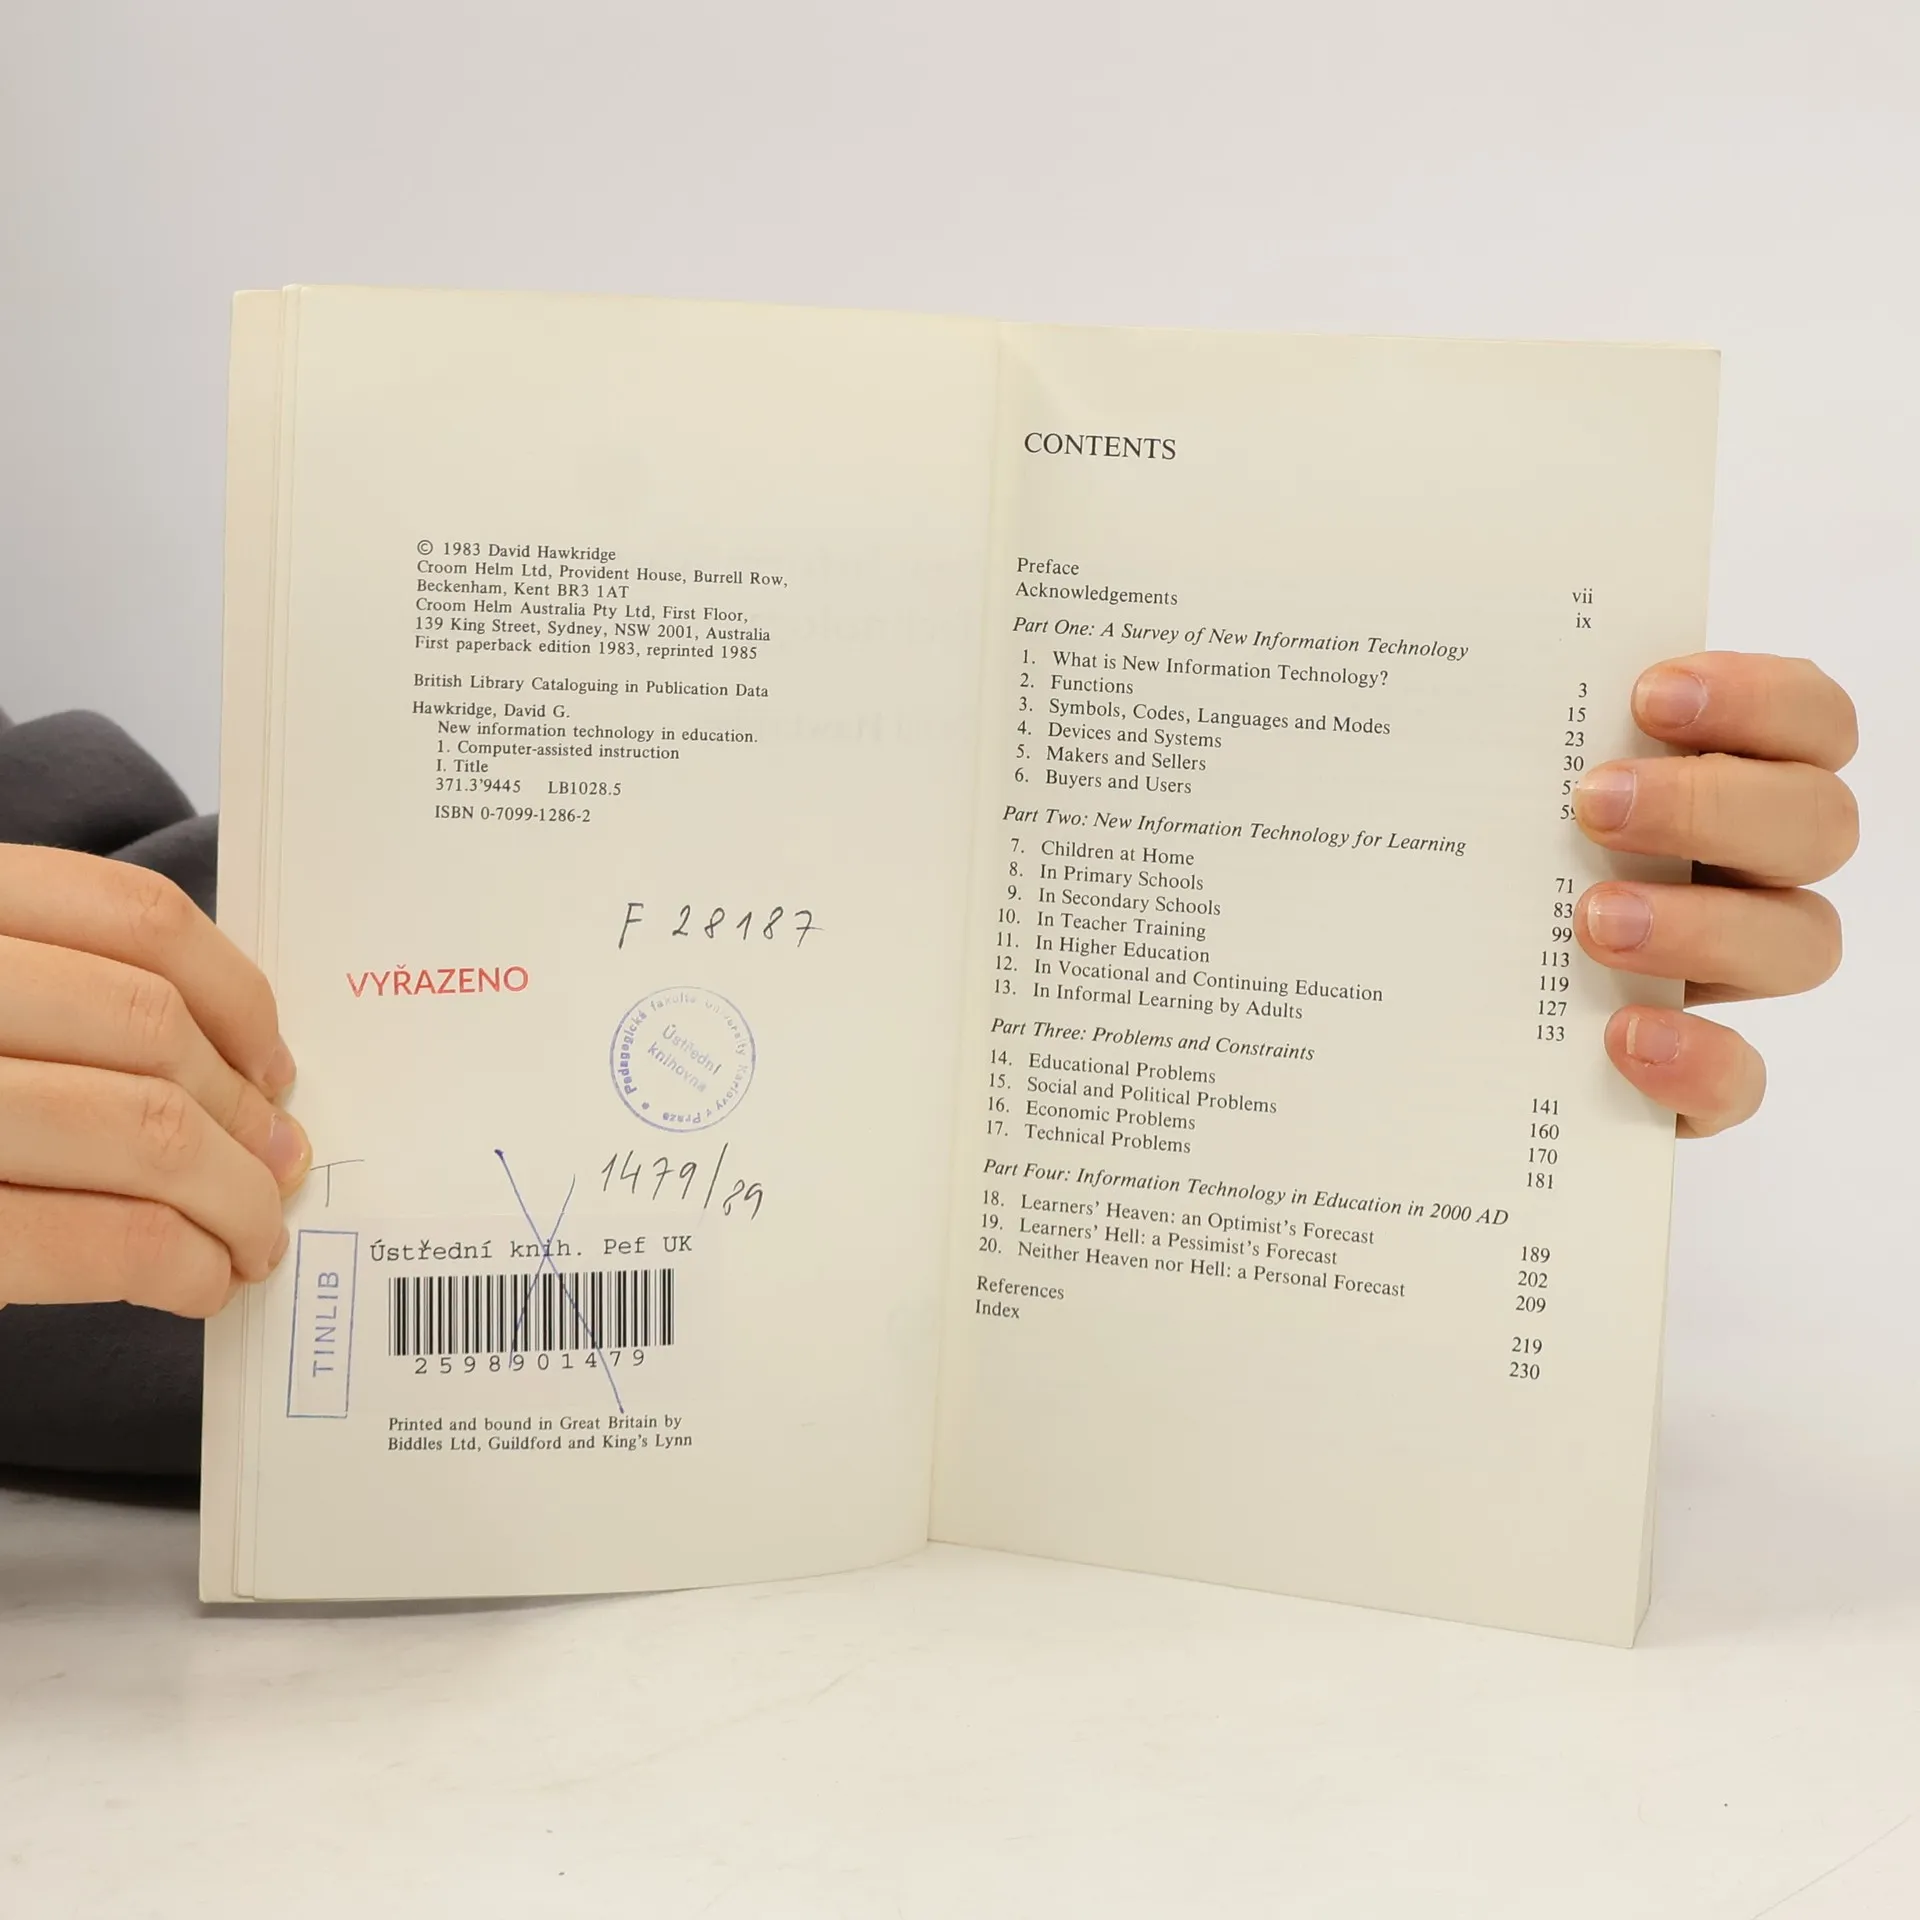 © 1983 David Hawkridge
Croom Helm Ltd, Provident House, Burrell Row,
Beckenham, Kent BR3 1AT
Croom Helm Australia Pty Ltd, First Floor,
139 King Street, Sydney, NSW 2001, Australia
First paperback edition 1983, reprinted 1985
British Library Cataloguing in Publication Data
Hawkridge, David G.
New information technology in education.
1. Computer-assisted instruction
I. Title
371.3'9445 LB1028.5
ISBN 0-7099-1286-2
F 28187
VYŘAZENO
Pedagogická fakulta University Karlovy v Praze
Ústřední
knihovna
T
1479/89
Ústřední knih. Pef UK
2598901479
TINLIB
Printed and bound in Great Britain by
Biddles Ltd, Guildford and King's Lynn
CONTENTS
Preface vii
Acknowledgements ix
Part One: A Survey of New Information Technology
1. What is New Information Technology? 3
2. Functions 15
3. Symbols, Codes, Languages and Modes 23
4. Devices and Systems 30
5. Makers and Sellers
6. Buyers and Users 59
Part Two: New Information Technology for Learning
7. Children at Home 71
8. In Primary Schools 83
9. In Secondary Schools 99
10. In Teacher Training 113
11. In Higher Education 119
12. In Vocational and Continuing Education 127
13. In Informal Learning by Adults 133
Part Three: Problems and Constraints
14. Educational Problems 141
15. Social and Political Problems 160
16. Economic Problems 170
17. Technical Problems 181
Part Four: Information Technology in Education in 2000 AD
18. Learners' Heaven: an Optimist's Forecast 189
19. Learners' Hell: a Pessimist's Forecast 202
20. Neither Heaven nor Hell: a Personal Forecast 209
References 219
Index 230